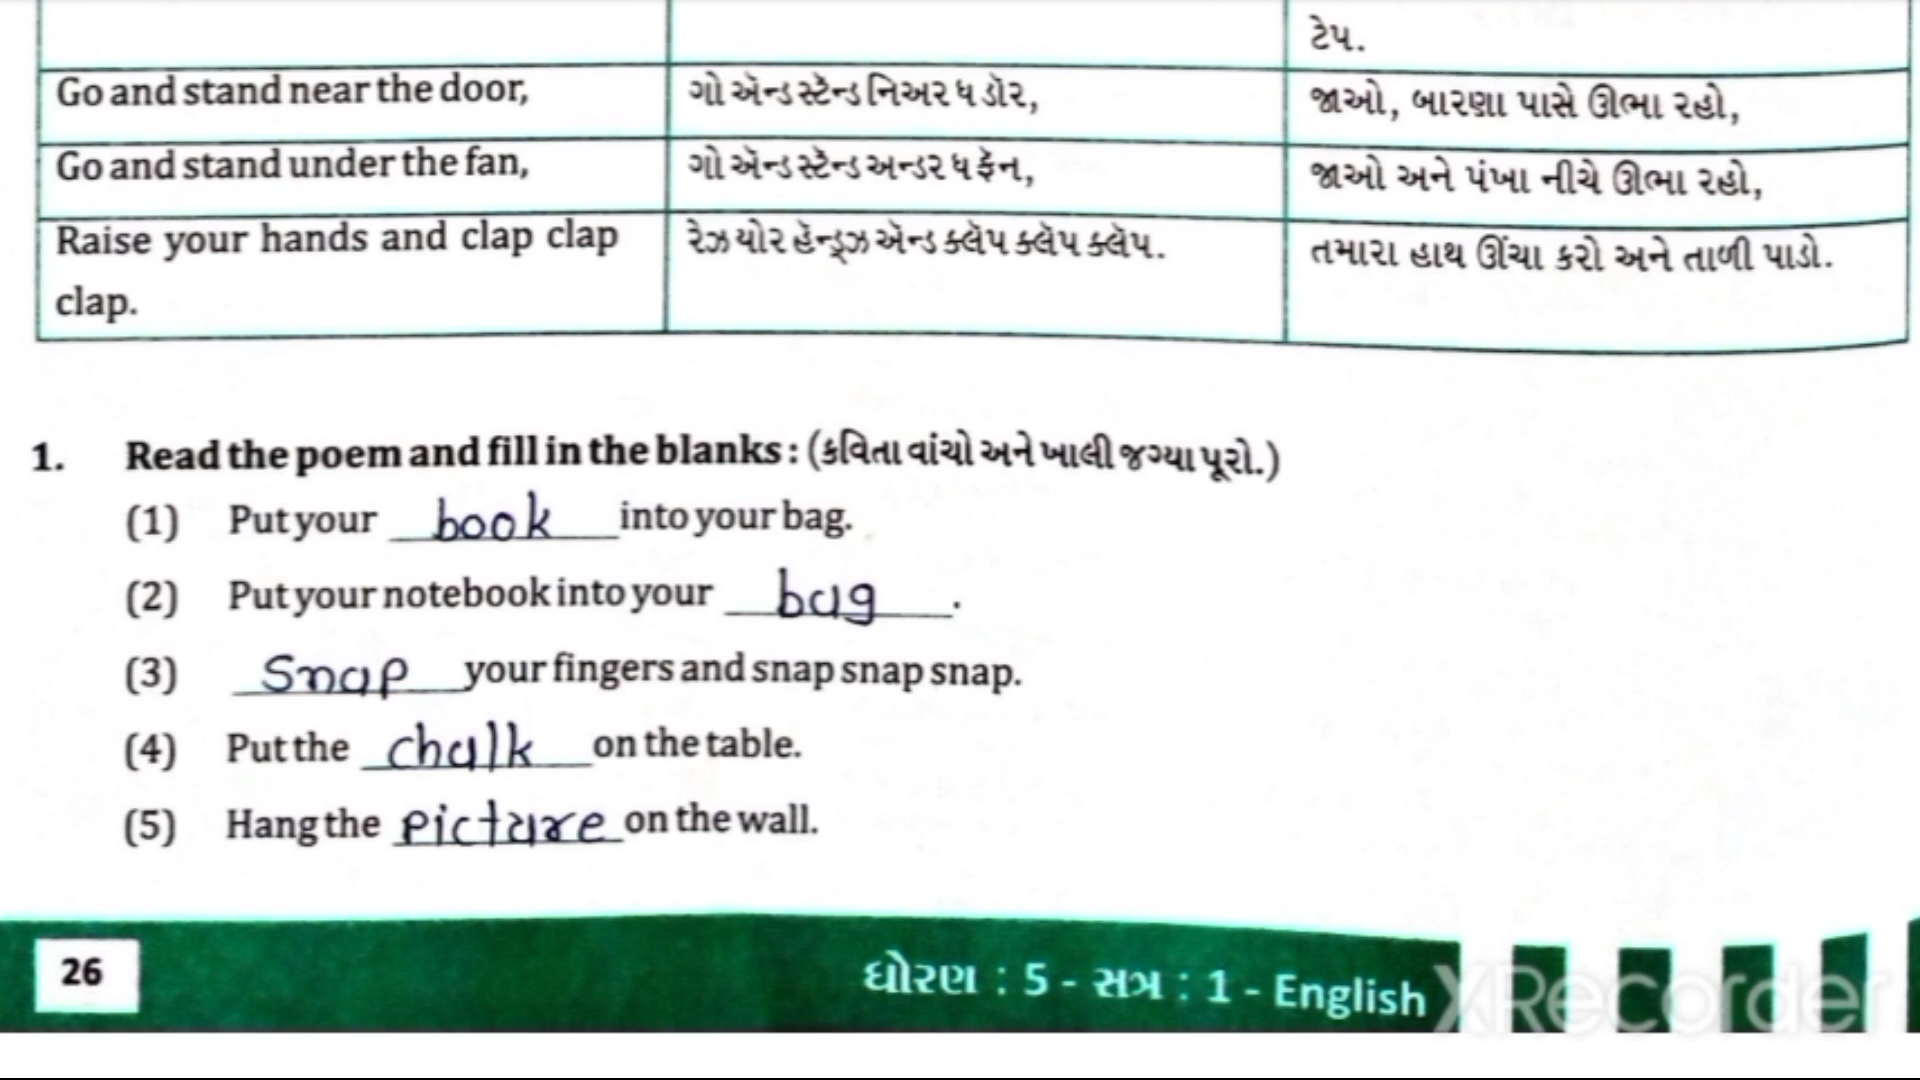 ટેપ.
Go and stand near the door, ગો ઍન્ડ સ્ટૅન્ડ નિઅર ધ ડૉર, જાઓ, બારણા પાસે ઊભા રહો,
Go and stand under the fan, ગો ઍન્ડ સ્ટૅન્ડ અન્ડર ધ ફૅન, જાઓ અને પંખા નીચે ઊભા રહો,
Raise your hands and clap clap રેઝ યોર હૅન્ડ્ઝ ઍન્ડ ક્લૅપ ક્લૅપ ક્લૅપ. તમારા હાથ ઊંચા કરો અને તાળી પાડો.
clap.
1. Read the poem and fill in the blanks : (કવિતા વાંચો અને ખાલી જગ્યા પૂરો.)
(1) Put your book into your bag.
(2) Put your notebook into your bag.
(3) Snap your fingers and snap snap snap.
(4) Put the chalk on the table.
(5) Hang the picture on the wall.
26 ધોરણ : 5 - સત્ર : 1 - English XRecorder